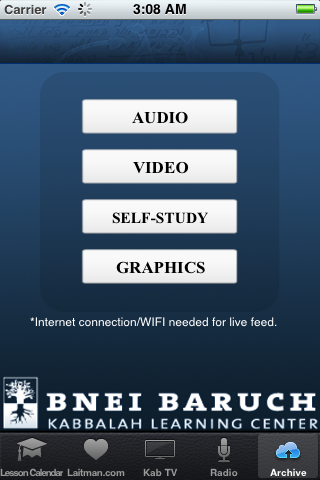 Carrier 3:08 AM
AUDIO
VIDEO
SELF-STUDY
GRAPHICS
*Internet connection/WIFI needed for live feed.
BNEI BARUCH
KABBALAH LEARNING CENTER
Lesson Calendar Laitman.com Kab TV Radio Archive